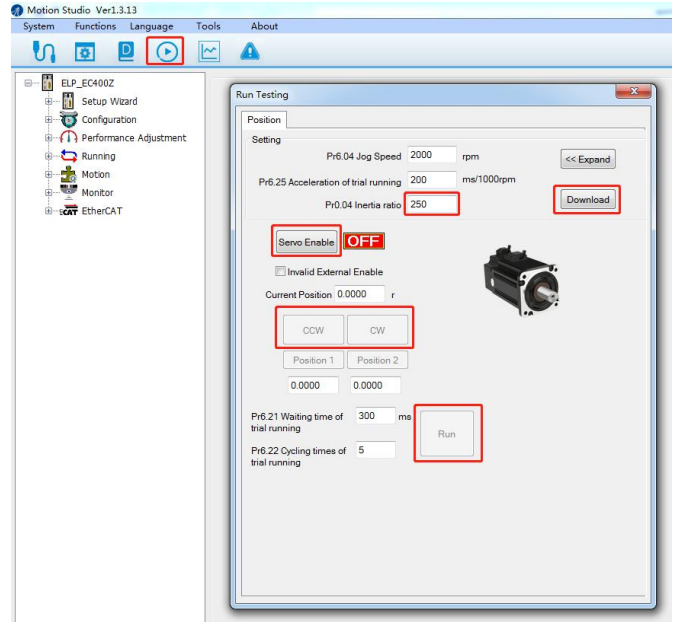 Motion Studio Ver1.3.13
System Functions Language Tools About
D
ELP_EC400Z
Setup Wizard
Configuration
Performance Adjustment
Running
Motion
Monitor
ECAT EtherCAT
Run Testing
Position
Setting
Pr6.04 Jog Speed 2000 rpm
<< Expand
Pr6.25 Acceleration of trial running 200 ms/1000rpm
Pr0.04 Inertia ratio 250
Download
Servo Enable OFF
Invalid External Enable
Current Position 0.0000 r
CCW CW
Position 1 Position 2
0.0000 0.0000
Pr6.21 Waiting time of trial running 300 ms
Run
Pr6.22 Cycling times of trial running 5